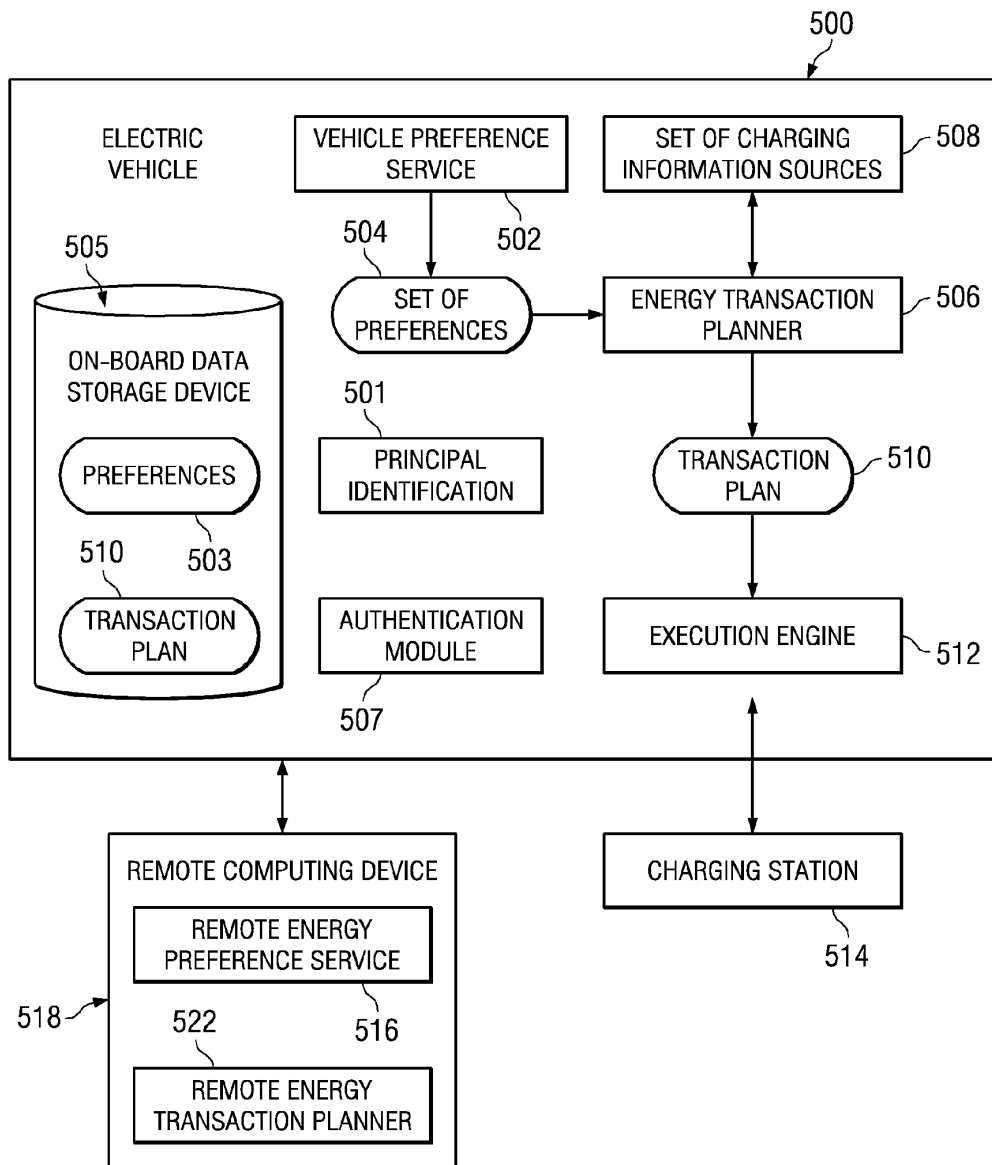 500
ELECTRIC
VEHICLE
VEHICLE PREFERENCE
SERVICE
502
SET OF CHARGING
INFORMATION SOURCES
508
504
SET OF
PREFERENCES
ENERGY TRANSACTION
PLANNER
506
505
ON-BOARD DATA
STORAGE DEVICE
PREFERENCES
503
510
TRANSACTION
PLAN
501
PRINCIPAL
IDENTIFICATION
TRANSACTION
PLAN
510
AUTHENTICATION
MODULE
507
EXECUTION ENGINE
512
REMOTE COMPUTING DEVICE
REMOTE ENERGY
PREFERENCE SERVICE
516
518
522
REMOTE ENERGY
TRANSACTION PLANNER
CHARGING STATION
514